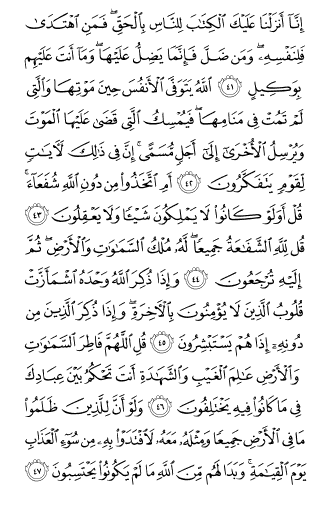 إِنَّآ أَنزَلْنَا عَلَيْكَ ٱلْكِتَٰبَ لِلنَّاسِ بِٱلْحَقِّ ۖ فَمَنِ ٱهْتَدَىٰ
فَلِنَفْسِهِۦ ۖ وَمَن ضَلَّ فَإِنَّمَا يَضِلُّ عَلَيْهَا ۖ وَمَآ أَنتَ عَلَيْهِم
بِوَكِيلٍ ٤١ ٱللَّهُ يَتَوَفَّى ٱلْأَنفُسَ حِينَ مَوْتِهَا وَٱلَّتِى
لَمْ تَمُتْ فِى مَنَامِهَا ۖ فَيُمْسِكُ ٱلَّتِى قَضَىٰ عَلَيْهَا ٱلْمَوْتَ
وَيُرْسِلُ ٱلْأُخْرَىٰٓ إِلَىٰٓ أَجَلٍ مُّسَمًّى ۚ إِنَّ فِى ذَٰلِكَ لَءَايَٰتٍ
لِّقَوْمٍ يَتَفَكَّرُونَ ٤٢ أَمِ ٱتَّخَذُوا۟ مِن دُونِ ٱللَّهِ شُفَعَآءَ ۚ
قُلْ أَوَلَوْ كَانُوا۟ لَا يَمْلِكُونَ شَيْـًٔا وَلَا يَعْقِلُونَ ٤٣
قُل لِّلَّهِ ٱلشَّفَٰعَةُ جَمِيعًا ۖ لَّهُۥ مُلْكُ ٱلسَّمَٰوَٰتِ وَٱلْأَرْضِ ۖ ثُمَّ
إِلَيْهِ تُرْجَعُونَ ٤٤ وَإِذَا ذُكِرَ ٱللَّهُ وَحْدَهُ ٱشْمَأَزَّتْ
قُلُوبُ ٱلَّذِينَ لَا يُؤْمِنُونَ بِٱلْءَاخِرَةِ ۖ وَإِذَا ذُكِرَ ٱلَّذِينَ مِن
دُونِهِۦٓ إِذَا هُمْ يَسْتَبْشِرُونَ ٤٥ قُلِ ٱللَّهُمَّ فَاطِرَ ٱلسَّمَٰوَٰتِ
وَٱلْأَرْضِ عَٰلِمَ ٱلْغَيْبِ وَٱلشَّهَٰدَةِ أَنتَ تَحْكُمُ بَيْنَ عِبَادِكَ
فِى مَا كَانُوا۟ فِيهِ يَخْتَلِفُونَ ٤٦ وَلَوْ أَنَّ لِلَّذِينَ ظَلَمُوا۟
مَا فِى ٱلْأَرْضِ جَمِيعًا وَمِثْلَهُۥ مَعَهُۥ لَٱفْتَدَوْا۟ بِهِۦ مِن سُوٓءِ ٱلْعَذَابِ
يَوْمَ ٱلْقِيَٰمَةِ ۚ وَبَدَا لَهُم مِّنَ ٱللَّهِ مَا لَمْ يَكُونُوا۟ يَحْتَسِبُونَ ٤٧